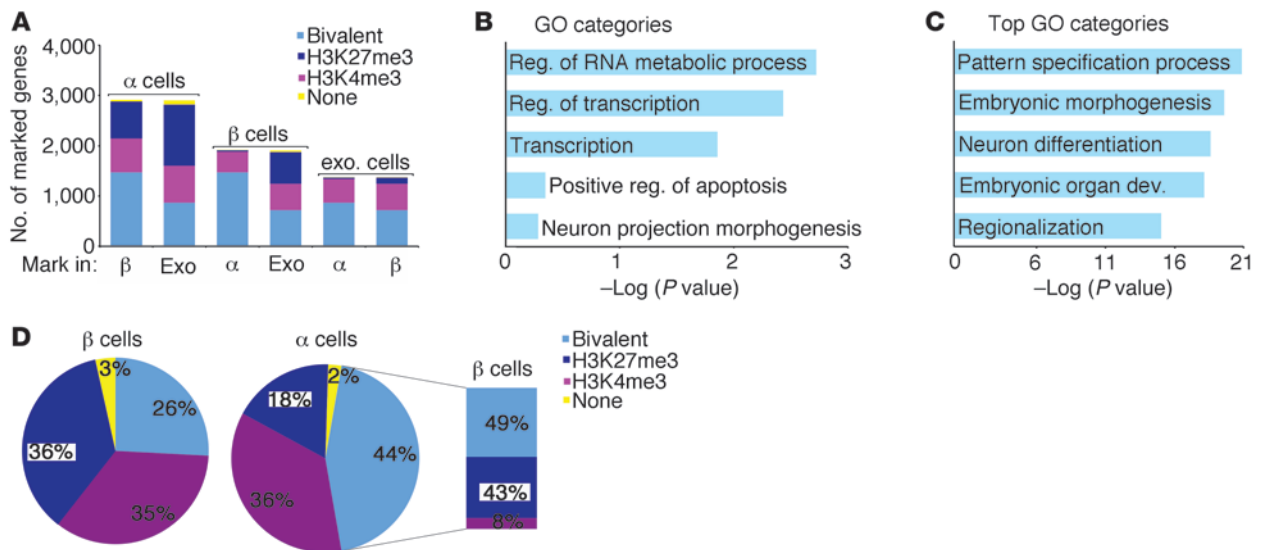 A
4,000
3,000
2,000
1,000
0
No. of marked genes
Bivalent
H3K27me3
H3K4me3
None
α cells
β cells
exo. cells
Mark in: β Exo α Exo α β
B
GO categories
Reg. of RNA metabolic process
Reg. of transcription
Transcription
Positive reg. of apoptosis
Neuron projection morphogenesis
0 1 2 3
–Log (P value)
C
Top GO categories
Pattern specification process
Embryonic morphogenesis
Neuron differentiation
Embryonic organ dev.
Regionalization
0 6 11 16 21
–Log (P value)
D
β cells
3%
26%
36%
35%
α cells
2%
18%
44%
36%
Bivalent
H3K27me3
H3K4me3
None
β cells
49%
43%
8%